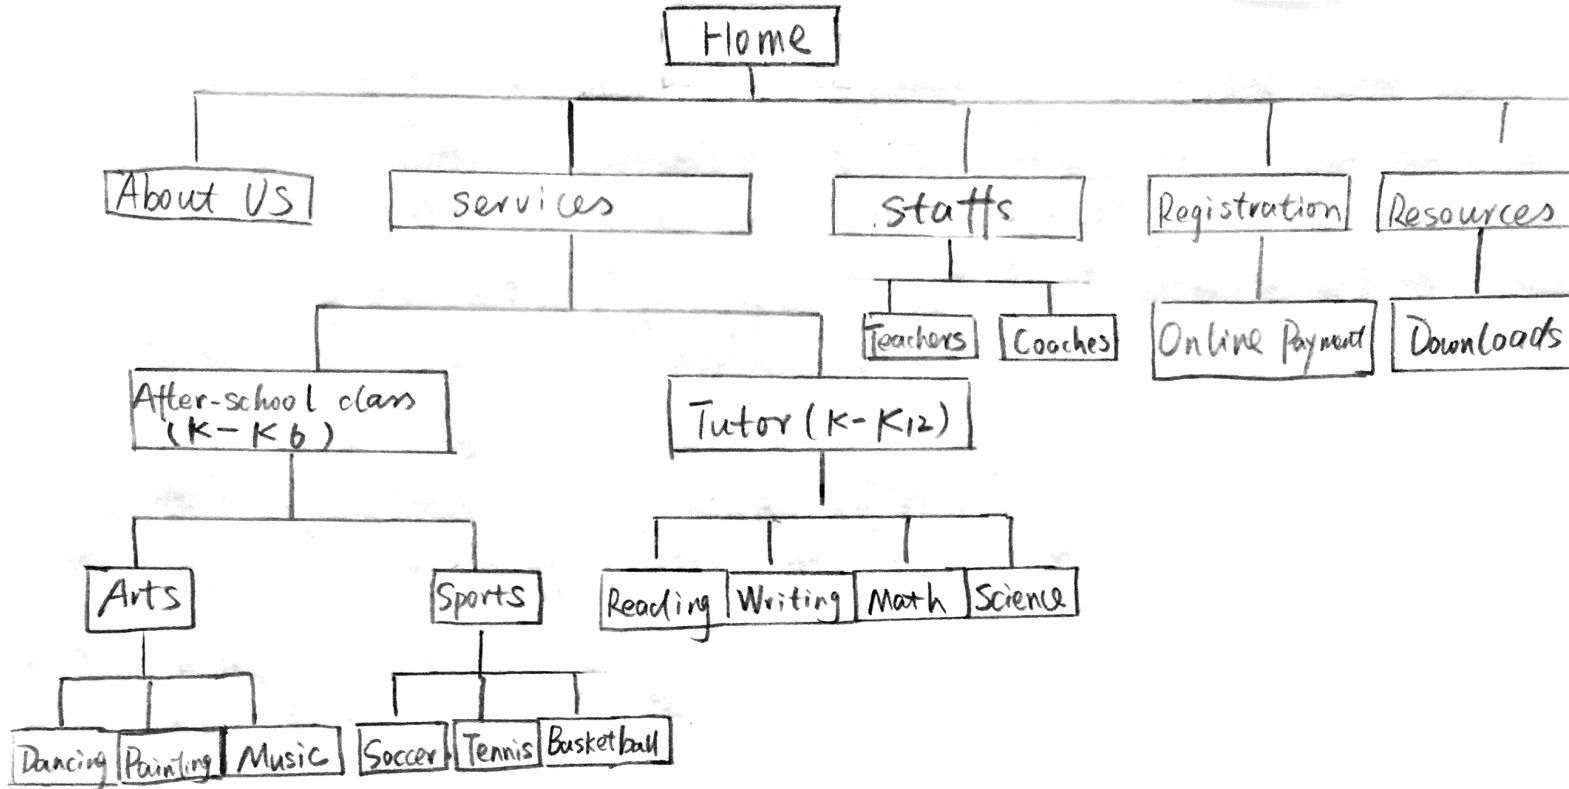 Home
About US
services
staffs
Registration
Resources
Teachers
Coaches
Online Payment
Downloads
After-school class
(K-K6)
Tutor (K-K12)
Arts
Sports
Reading
Writing
Math
Science
Dancing
Painting
Music
Soccer
Tennis
Basketball